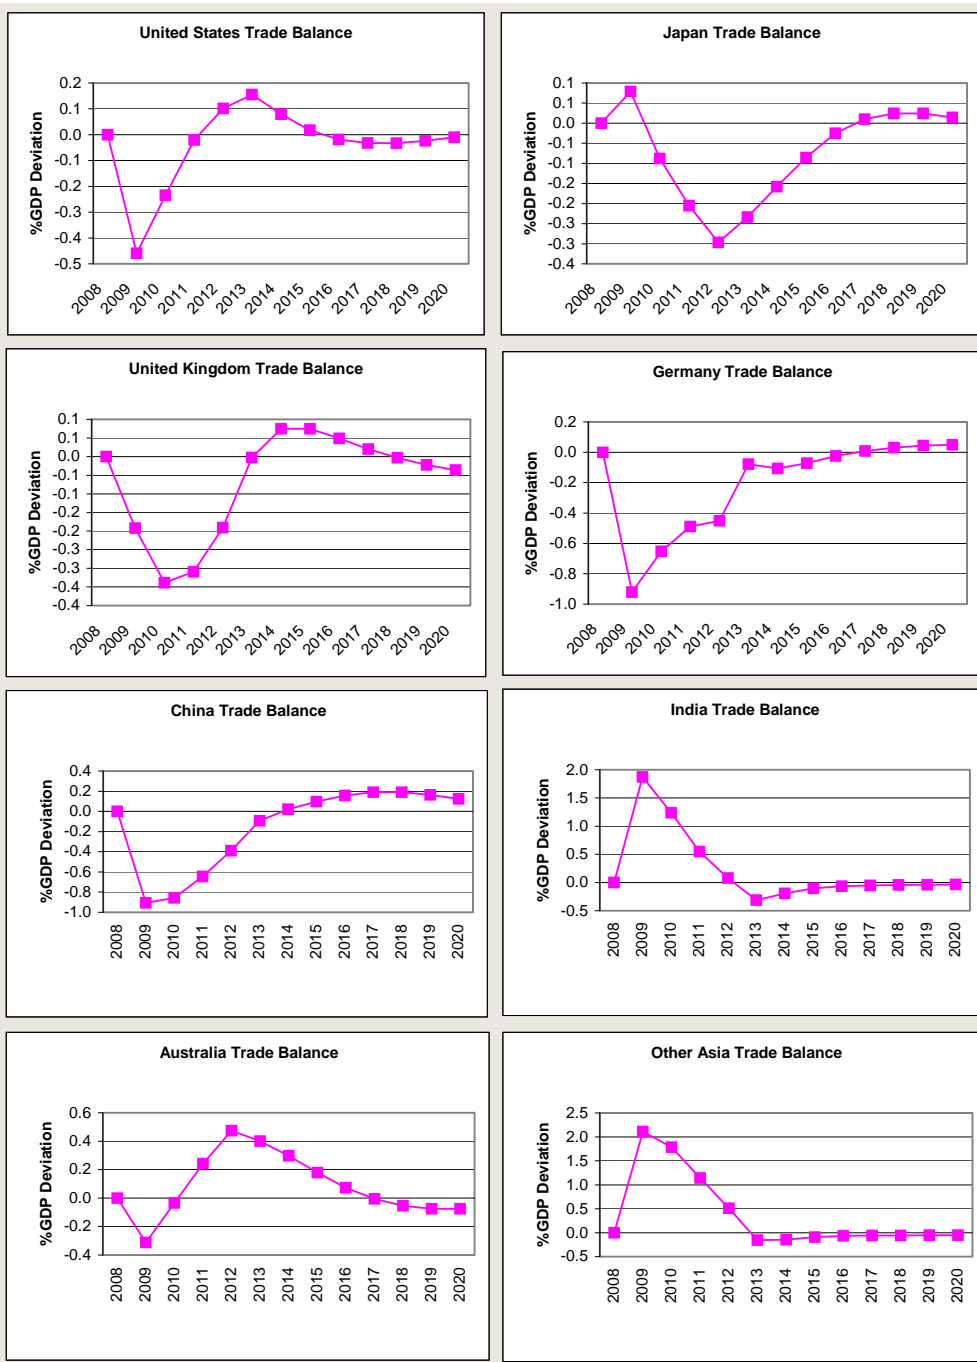 United States Trade Balance
%GDP Deviation
0.2
0.1
0.0
-0.1
-0.2
-0.3
-0.4
-0.5
2008 2009 2010 2011 2012 2013 2014 2015 2016 2017 2018 2019 2020
Japan Trade Balance
%GDP Deviation
0.1
0.1
0.0
-0.1
-0.1
-0.2
-0.2
-0.3
-0.3
-0.4
2008 2009 2010 2011 2012 2013 2014 2015 2016 2017 2018 2019 2020
United Kingdom Trade Balance
%GDP Deviation
0.1
0.1
0.0
-0.1
-0.1
-0.2
-0.2
-0.3
-0.3
-0.4
-0.4
2008 2009 2010 2011 2012 2013 2014 2015 2016 2017 2018 2019 2020
Germany Trade Balance
%GDP Deviation
0.2
0.0
-0.2
-0.4
-0.6
-0.8
-1.0
2008 2009 2010 2011 2012 2013 2014 2015 2016 2017 2018 2019 2020
China Trade Balance
%GDP Deviation
0.4
0.2
0.0
-0.2
-0.4
-0.6
-0.8
-1.0
2008 2009 2010 2011 2012 2013 2014 2015 2016 2017 2018 2019 2020
India Trade Balance
%GDP Deviation
2.0
1.5
1.0
0.5
0.0
-0.5
2008 2009 2010 2011 2012 2013 2014 2015 2016 2017 2018 2019 2020
Australia Trade Balance
%GDP Deviation
0.6
0.4
0.2
0.0
-0.2
-0.4
2008 2009 2010 2011 2012 2013 2014 2015 2016 2017 2018 2019 2020
Other Asia Trade Balance
%GDP Deviation
2.5
2.0
1.5
1.0
0.5
0.0
-0.5
2008 2009 2010 2011 2012 2013 2014 2015 2016 2017 2018 2019 2020